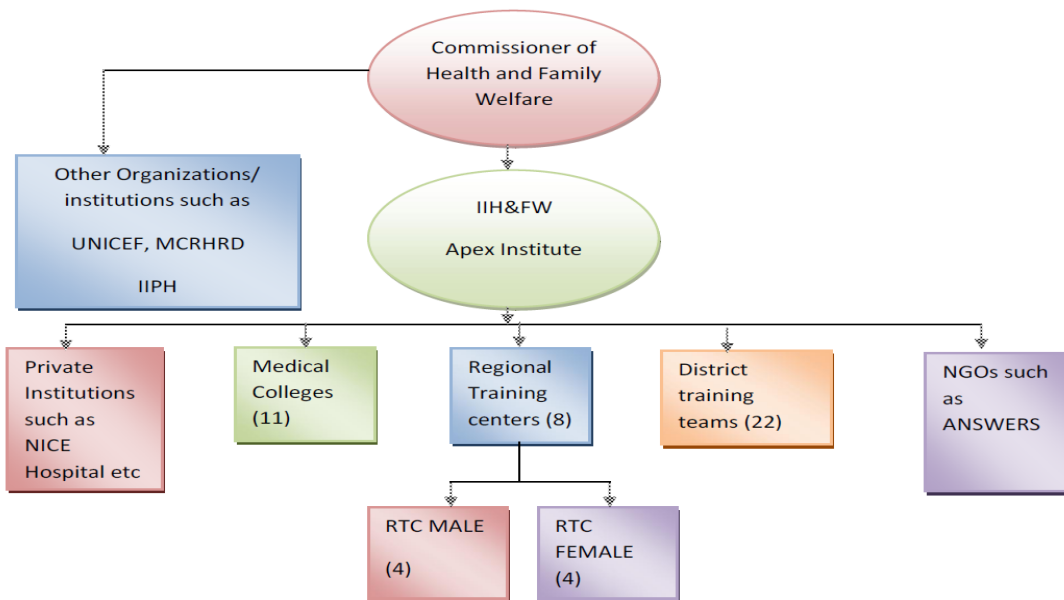 Commissioner of
Health and Family
Welfare
Other Organizations/
institutions such as
UNICEF, MCRHRD
IIPH
IIH&FW
Apex Institute
Private
Institutions
such as
NICE
Hospital etc
Medical
Colleges
(11)
Regional
Training
centers (8)
District
training
teams (22)
NGOs such
as
ANSWERS
RTC MALE
(4)
RTC
FEMALE
(4)